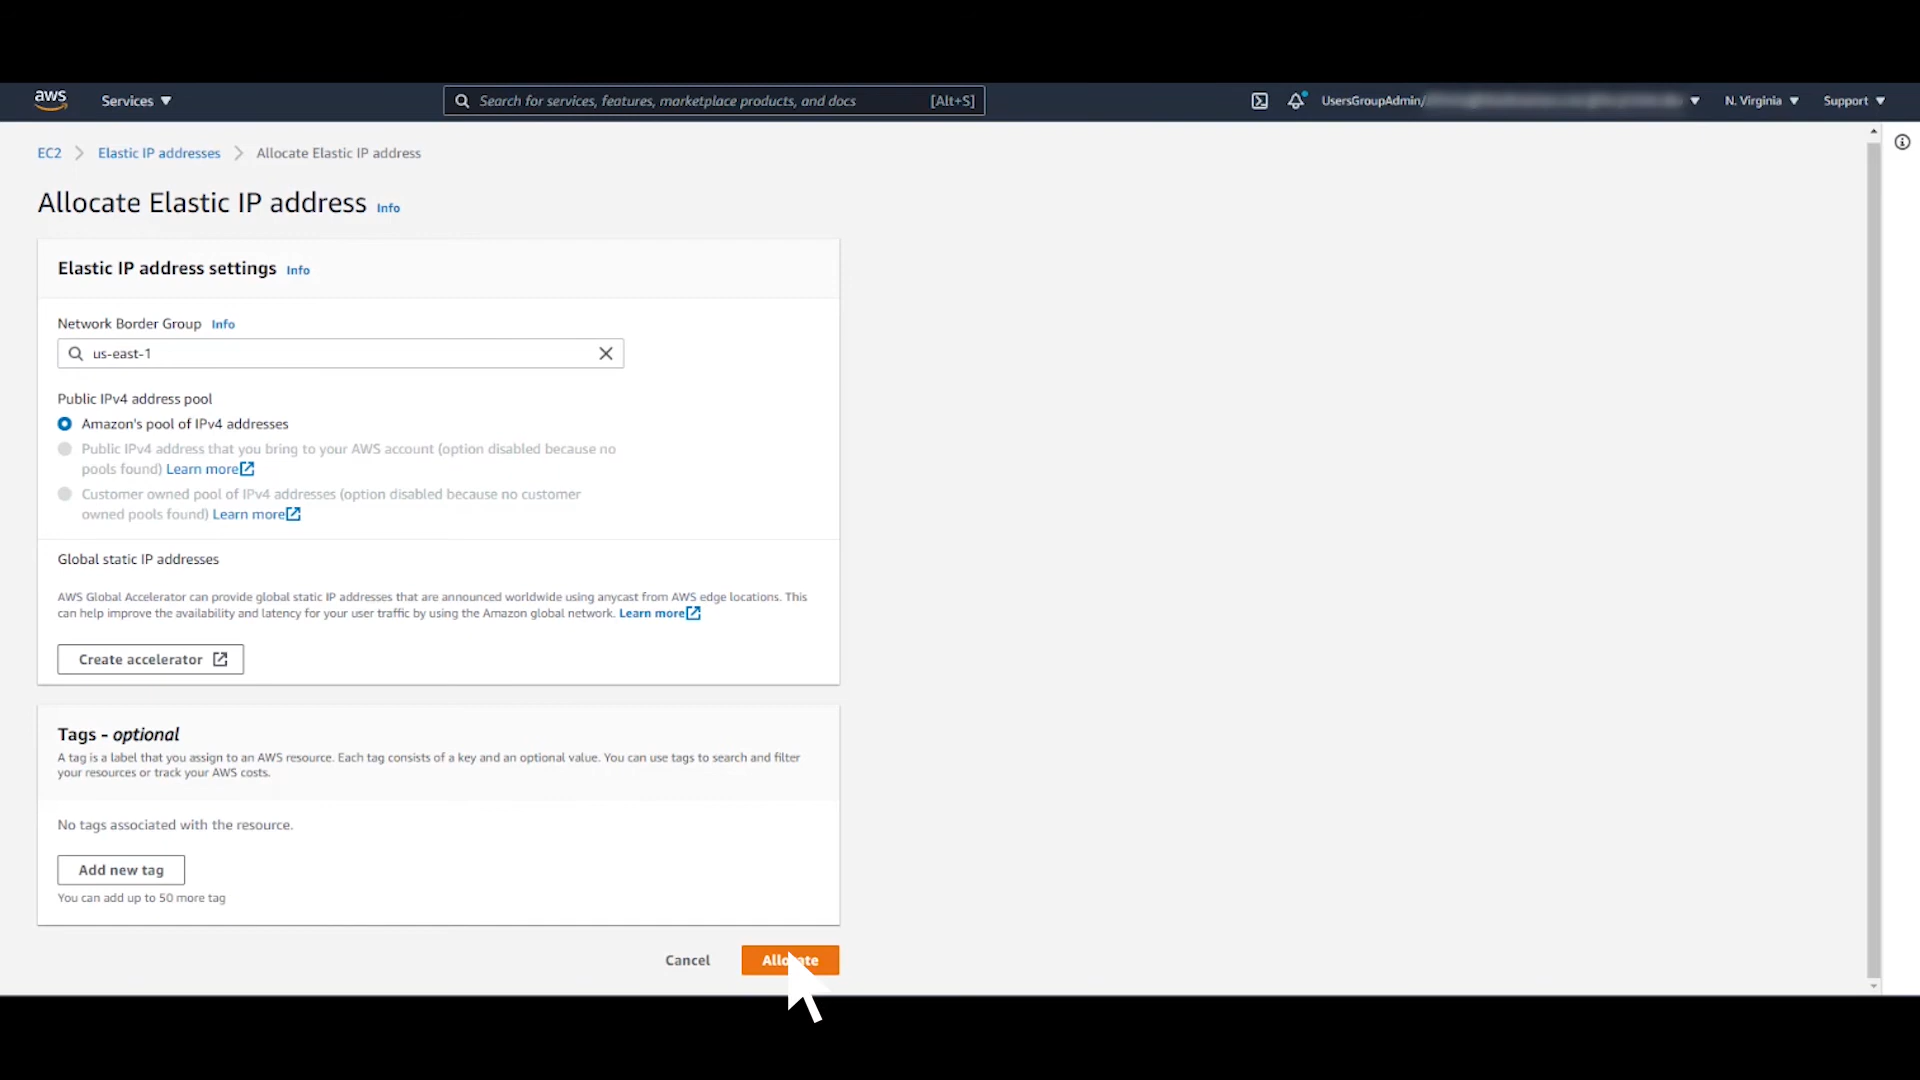 aws Services Search for services, features, marketplace products, and docs [Alt+S] UsersGroupAdmin/ N. Virginia Support
EC2 Elastic IP addresses Allocate Elastic IP address
Allocate Elastic IP address Info
Elastic IP address settings Info
Network Border Group Info
us-east-1
Public IPv4 address pool
Amazon's pool of IPv4 addresses
Public IPv4 address that you bring to your AWS account (option disabled because no
pools found) Learn more
Customer owned pool of IPv4 addresses (option disabled because no customer
owned pools found) Learn more
Global static IP addresses
AWS Global Accelerator can provide global static IP addresses that are announced worldwide using anycast from AWS edge locations. This
can help improve the availability and latency for your user traffic by using the Amazon global network. Learn more
Create accelerator
Tags - optional
A tag is a label that you assign to an AWS resource. Each tag consists of a key and an optional value. You can use tags to search and filter
your resources or track your AWS costs.
No tags associated with the resource.
Add new tag
You can add up to 50 more tag
Cancel Allocate